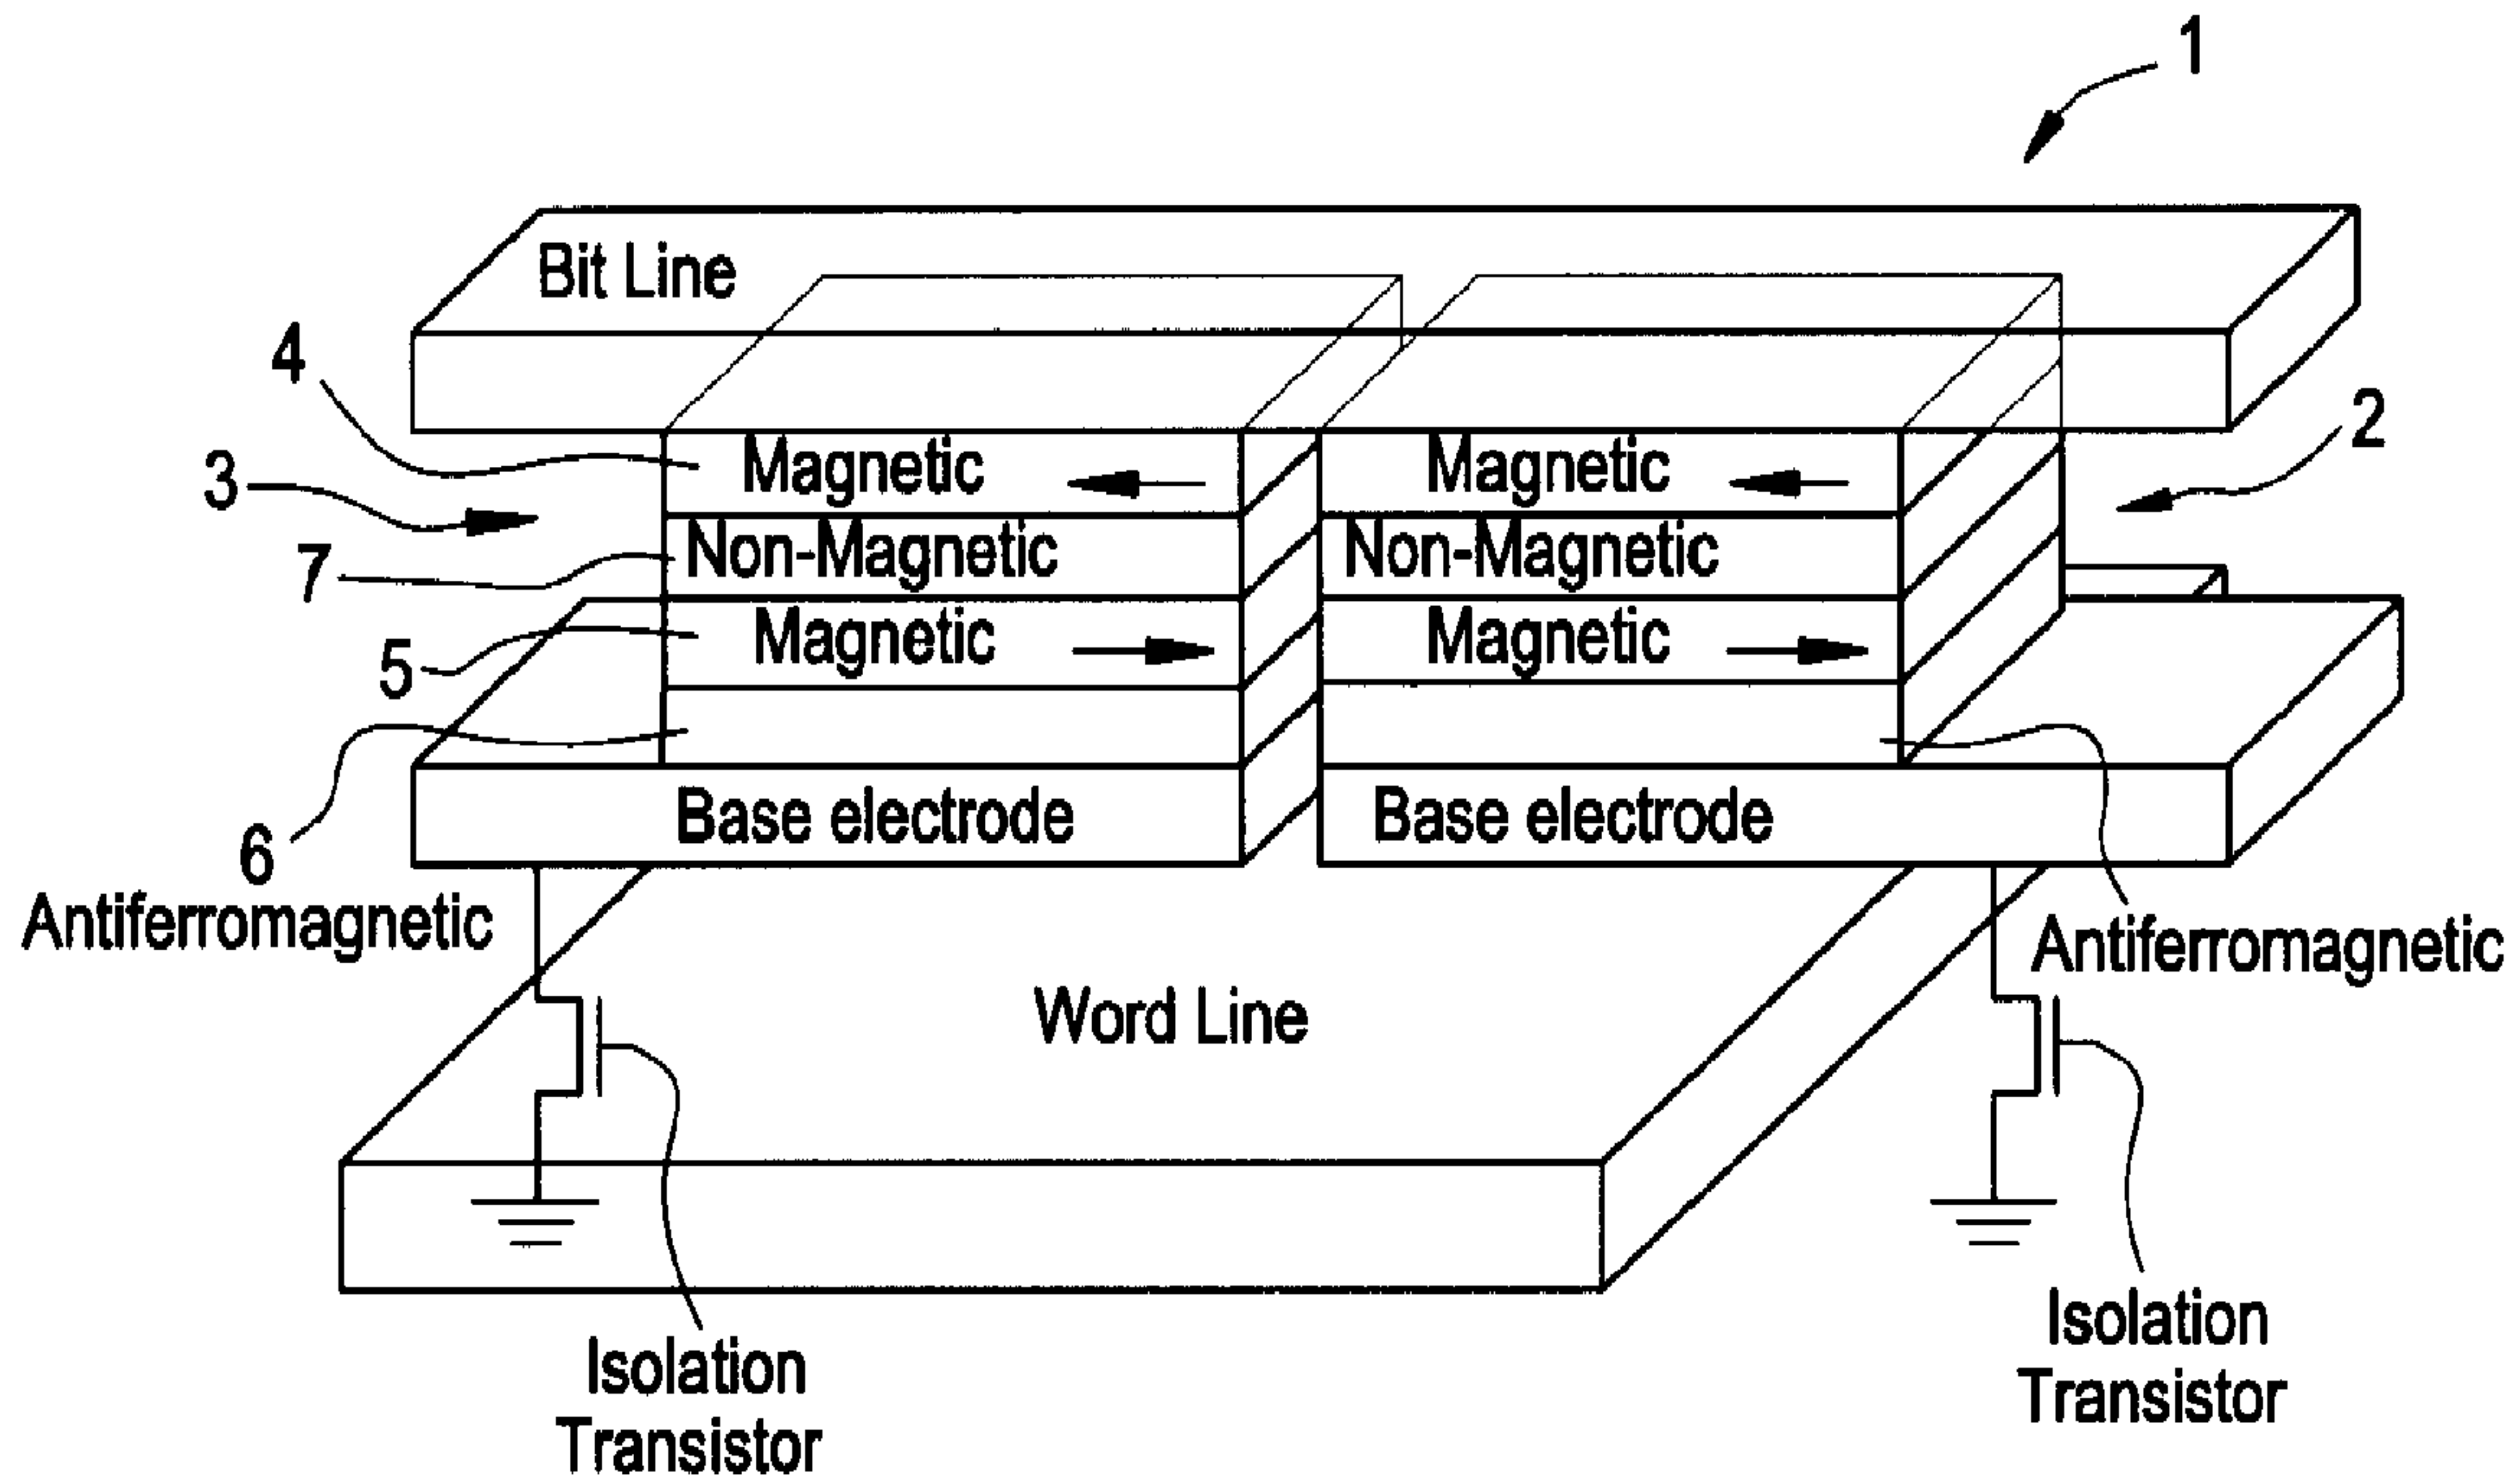 1
Bit Line
4
2
3
Magnetic
Magnetic
7
Non-Magnetic
Non-Magnetic
5
Magnetic
Magnetic
6
Base electrode
Base electrode
Antiferromagnetic
Antiferromagnetic
Word Line
Isolation
Transistor
Isolation
Transistor